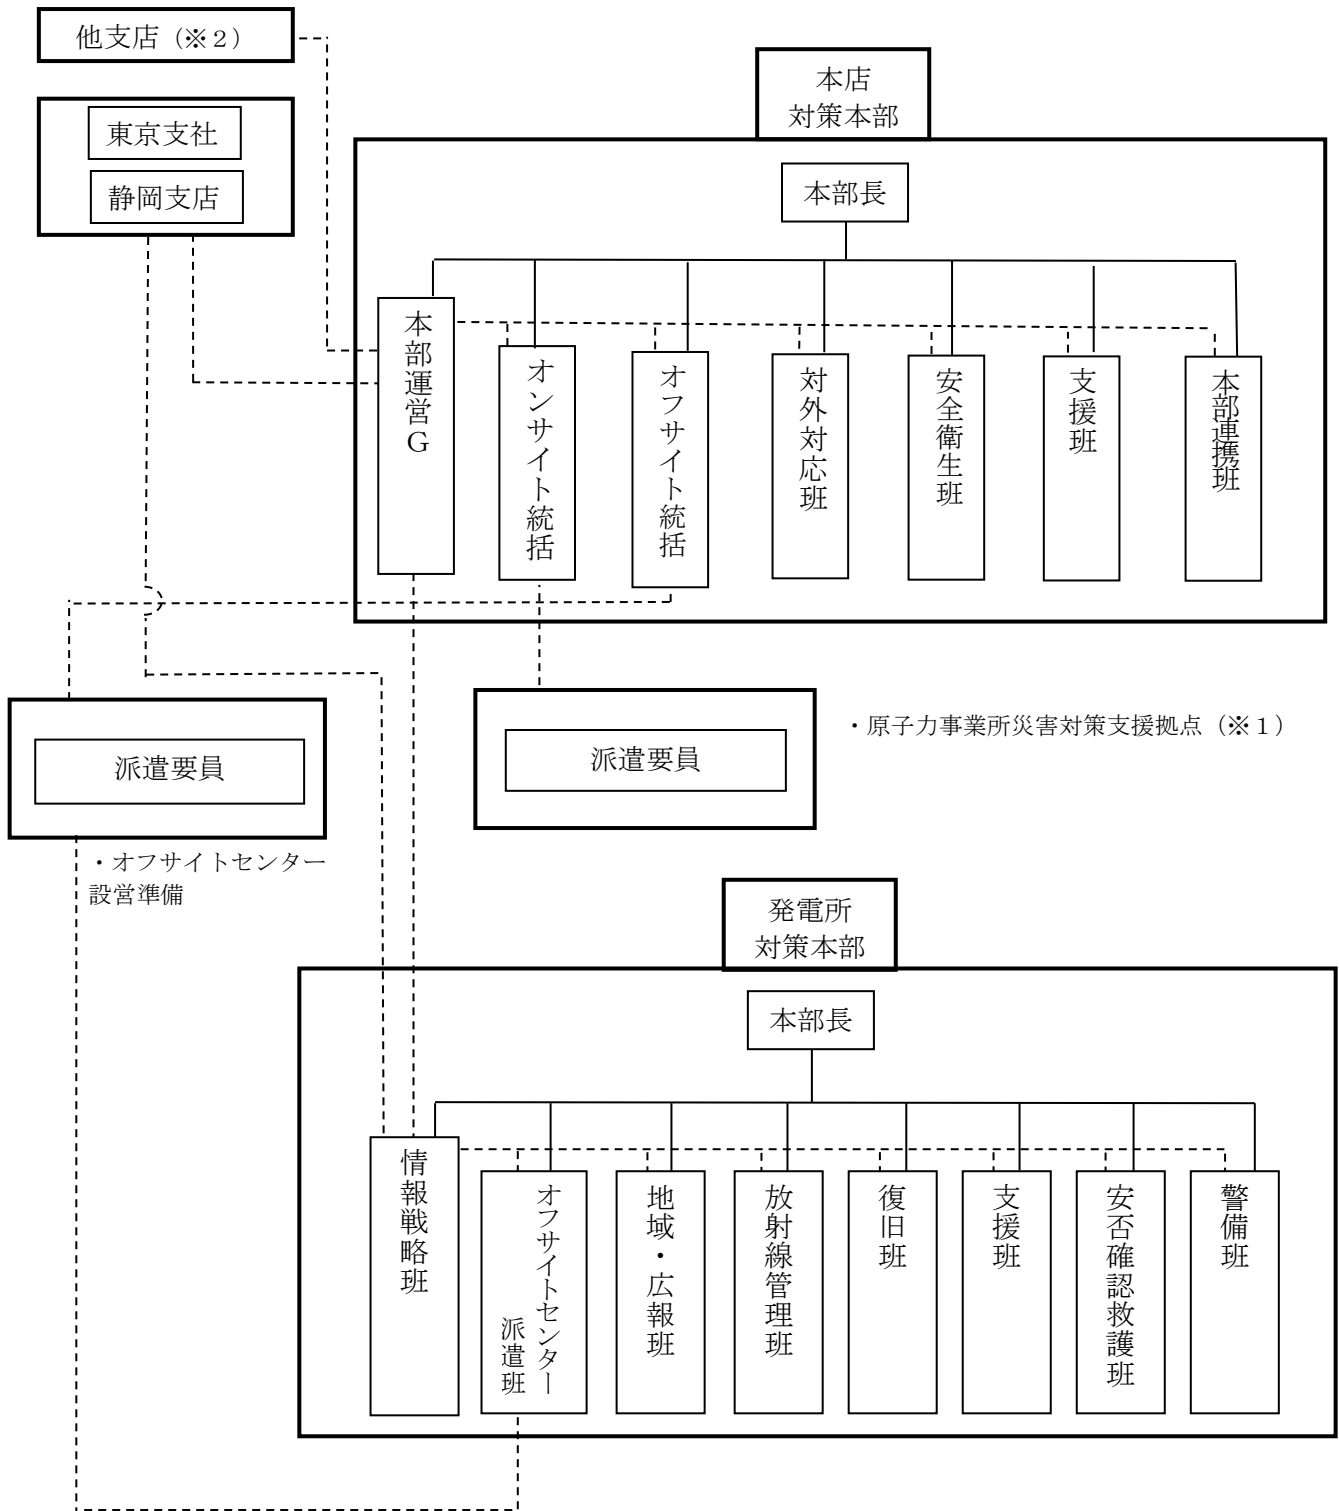 他支店（※２）
東京支社
静岡支店
本店
対策本部
本部長
本部運営Ｇ
オンサイト統括
オフサイト統括
対外対応班
安全衛生班
支援班
本部連携班
派遣要員
・オフサイトセンター
設営準備
派遣要員
・原子力事業所災害対策支援拠点（※１）
発電所
対策本部
本部長
情報戦略班
オフサイトセンター
派遣班
地域・広報班
放射線管理班
復旧班
支援班
安否確認救護班
警備班